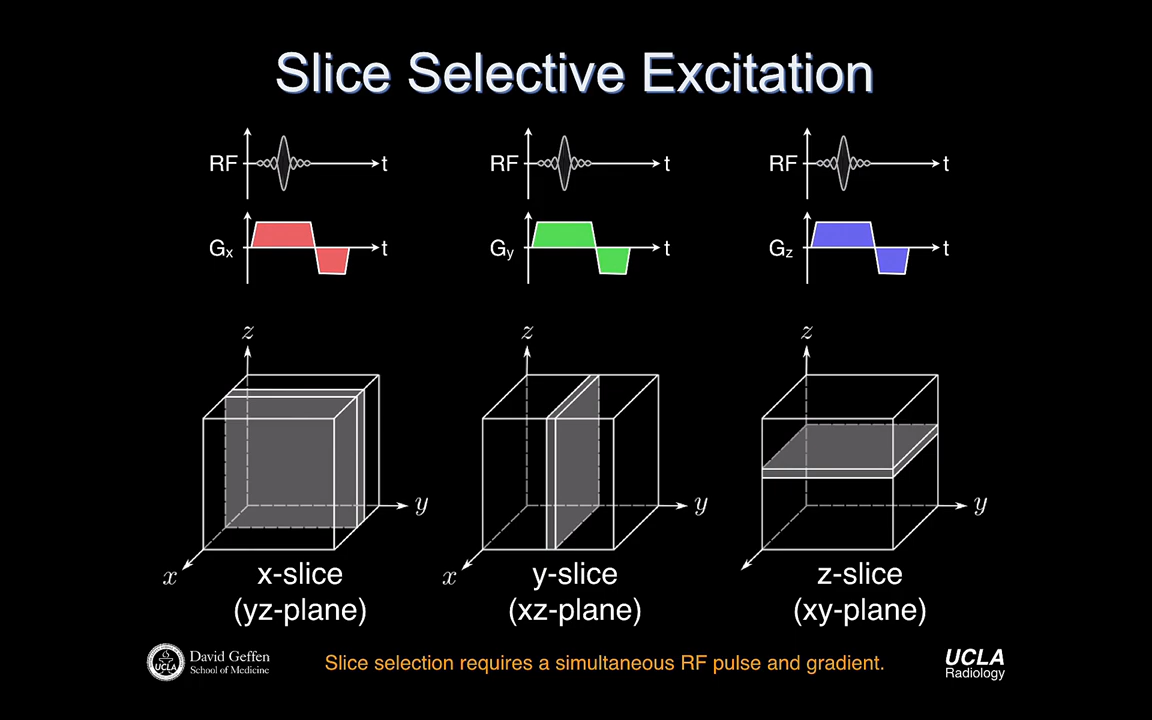 Slice Selective Excitation
RF t RF t RF t
Gx t Gy t Gz t
z z z
y y y
x x
x-slice y-slice z-slice
(yz-plane) (xz-plane) (xy-plane)
UCLA David Geffen School of Medicine
Slice selection requires a simultaneous RF pulse and gradient.
UCLA Radiology